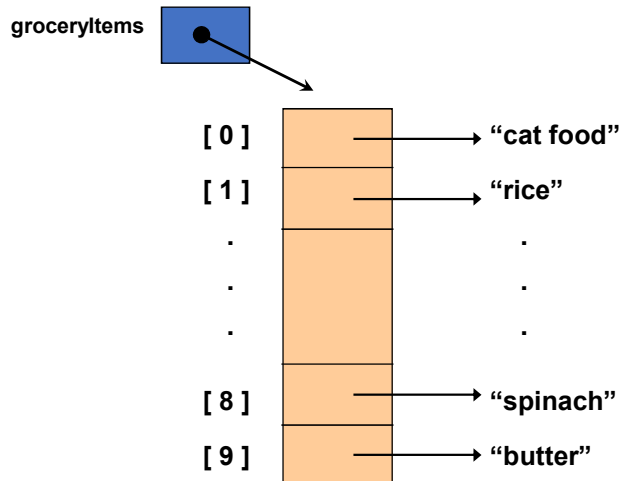 groceryItems
[ 0 ] “cat food”
[ 1 ] “rice”
. .
. .
. .
[ 8 ] “spinach”
[ 9 ] “butter”